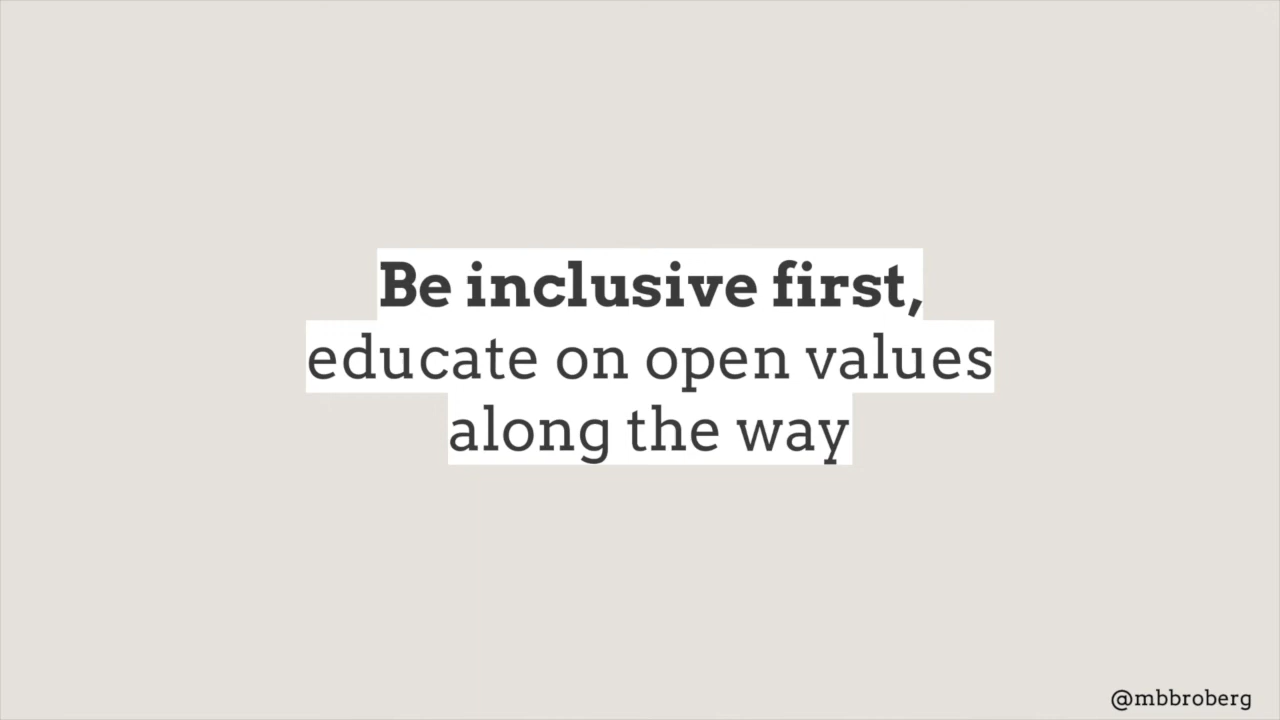 Be inclusive first,
educate on open values
along the way
@mbbroberg